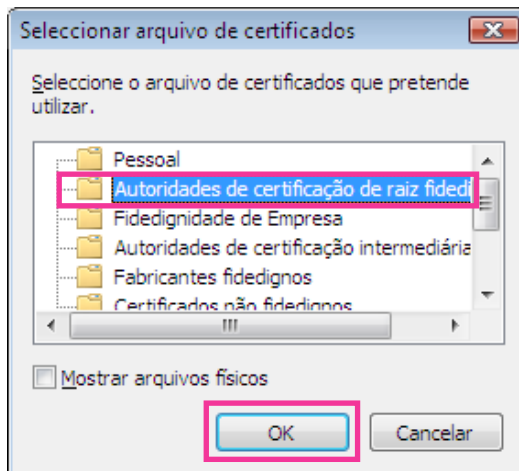 Seleccionar arquivo de certificados
Seleccione o arquivo de certificados que pretende
utilizar.
Pessoal
Autoridades de certificação de raiz fidedi
Fidedignidade de Empresa
Autoridades de certificação intermediária
Fabricantes fidedignos
Certificados não fidedignos
Mostrar arquivos físicos
OK
Cancelar